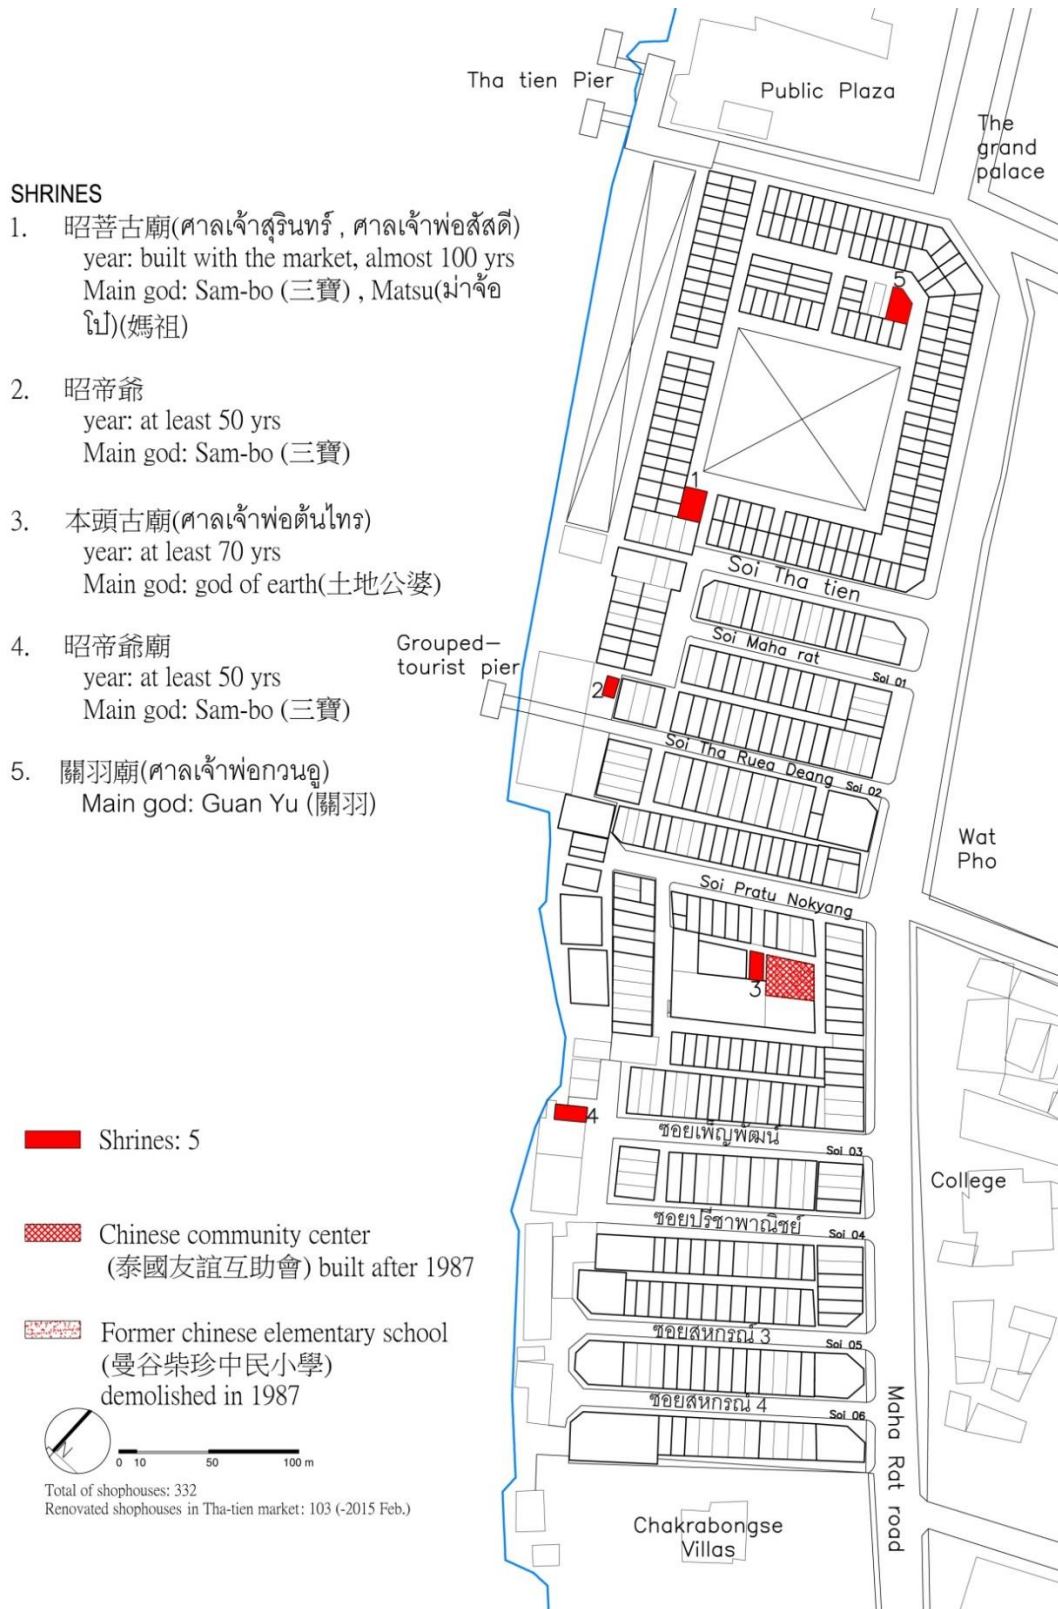 SHRINES
1. 昭菩古廟(ศาลเจ้าสุรินทร์ , ศาลเจ้าพ่อสัสดี)
year: built with the market, almost 100 yrs
Main god: Sam-bo (三寶) , Matsu(ม่าจ้อ
โป๋)(媽祖)
2. 昭帝爺
year: at least 50 yrs
Main god: Sam-bo (三寶)
3. 本頭古廟(ศาลเจ้าพ่อต้นไทร)
year: at least 70 yrs
Main god: god of earth(土地公婆)
4. 昭帝爺廟
year: at least 50 yrs
Main god: Sam-bo (三寶)
5. 關羽廟(ศาลเจ้าพ่อกวนอู)
Main god: Guan Yu (關羽)
Shrines: 5
Chinese community center
(泰國友誼互助會) built after 1987
Former chinese elementary school
(曼谷柴珍中民小學)
demolished in 1987
N
0 10 50 100 m
Total of shophouses: 332
Renovated shophouses in Tha-tien market: 103 (-2015 Feb.)
Tha tien Pier
Public Plaza
The
grand
palace
5
1
Soi Tha tien
Soi Maha rat
Soi 01
Grouped-
tourist pier
2
Soi Tha Ruea Deang
Soi 02
Wat
Pho
Soi Pratu Nokyang
3
4
ซอยเพ็ญพัฒน์
Soi 03
College
ซอยปรีชาพาณิชย์
Soi 04
ซอยสหกรณ์ 3
Soi 05
ซอยสหกรณ์ 4
Soi 06
Maha Rat road
Chakrabongse
Villas